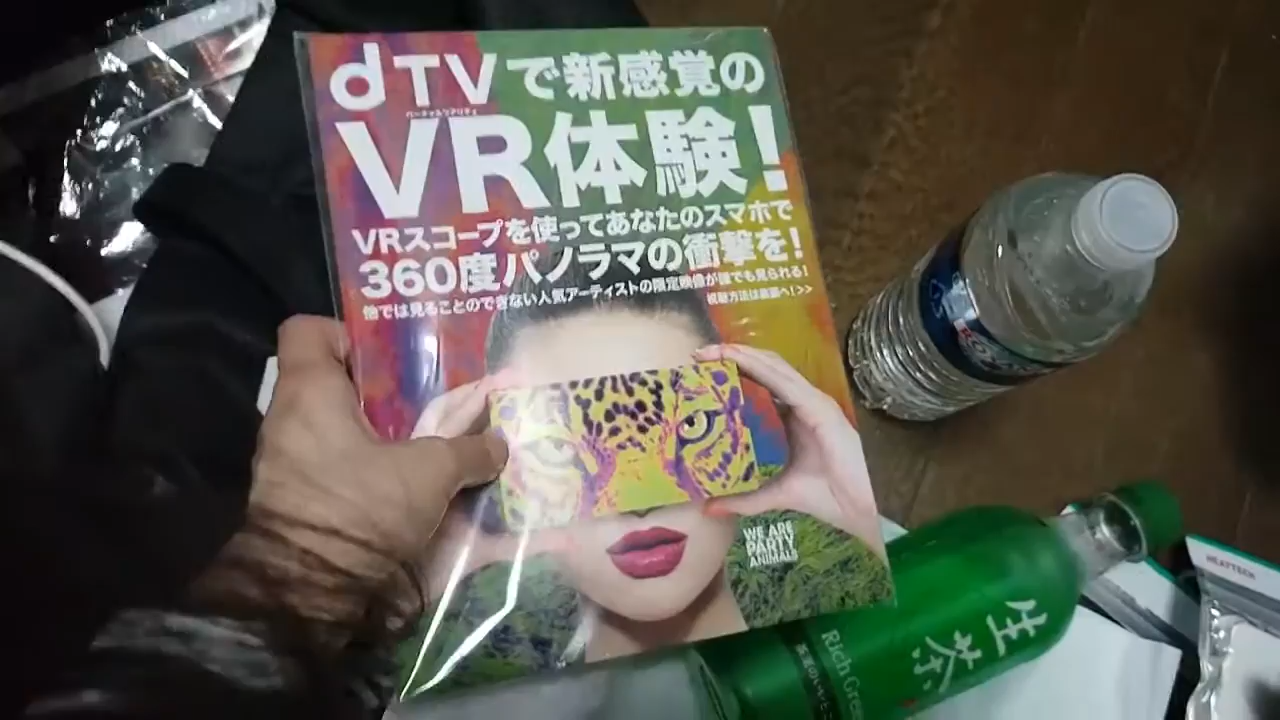 dTVで新感覚の
バーチャルリアリティ
VR体験!
VRスコープを使ってあなたのスマホで
360度パノラマの衝撃を!
他では見ることのできない人気アーティストの限定映像が誰でも見られる!
視聴方法は裏面へ!>>
WE ARE
PARTY
ANIMALS
生茶
Rich Green
HEATTECH